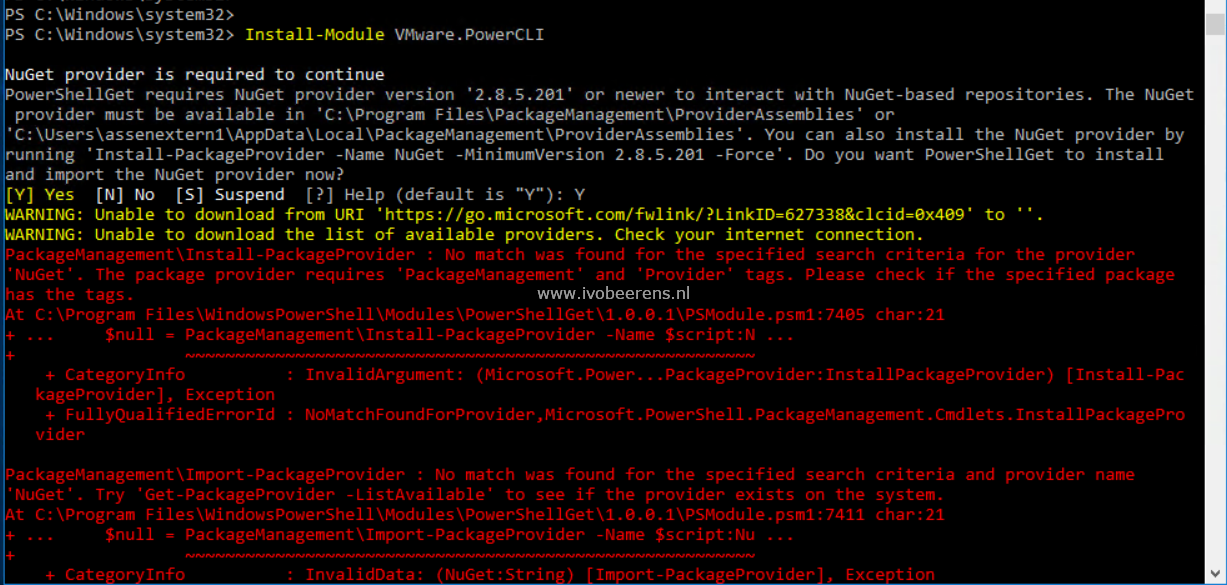 PS C:\Windows\system32>
PS C:\Windows\system32> Install-Module VMware.PowerCLI
NuGet provider is required to continue
PowerShellGet requires NuGet provider version '2.8.5.201' or newer to interact with NuGet-based repositories. The NuGet
provider must be available in 'C:\Program Files\PackageManagement\ProviderAssemblies' or
'C:\Users\assenextern1\AppData\Local\PackageManagement\ProviderAssemblies'. You can also install the NuGet provider by
running 'Install-PackageProvider -Name NuGet -MinimumVersion 2.8.5.201 -Force'. Do you want PowerShellGet to install
and import the NuGet provider now?
[Y] Yes [N] No [S] Suspend [?] Help (default is "Y"): Y
WARNING: Unable to download from URI 'https://go.microsoft.com/fwlink/?LinkID=627338&clcid=0x409' to ''.
WARNING: Unable to download the list of available providers. Check your internet connection.
PackageManagement\Install-PackageProvider : No match was found for the specified search criteria for the provider
'NuGet'. The package provider requires 'PackageManagement' and 'Provider' tags. Please check if the specified package
has the tags.
www.ivobeerens.nl
At C:\Program Files\WindowsPowerShell\Modules\PowerShellGet\1.0.0.1\PSModule.psm1:7405 char:21
+ ...     $null = PackageManagement\Install-PackageProvider -Name $script:N ...
+                 ~~~~~~~~~~~~~~~~~~~~~~~~~~~~~~~~~~~~~~~~~~~~~~~~~~~~~~~~~
+ CategoryInfo          : InvalidArgument: (Microsoft.Power...PackageProvider:InstallPackageProvider) [Install-Pac
kageProvider], Exception
+ FullyQualifiedErrorId : NoMatchFoundForProvider,Microsoft.PowerShell.PackageManagement.Cmdlets.InstallPackagePro
vider
PackageManagement\Import-PackageProvider : No match was found for the specified search criteria and provider name
'NuGet'. Try 'Get-PackageProvider -ListAvailable' to see if the provider exists on the system.
At C:\Program Files\WindowsPowerShell\Modules\PowerShellGet\1.0.0.1\PSModule.psm1:7411 char:21
+ ...     $null = PackageManagement\Import-PackageProvider -Name $script:Nu ...
+                 ~~~~~~~~~~~~~~~~~~~~~~~~~~~~~~~~~~~~~~~~~~~~~~~~~~~~~~~~~
+ CategoryInfo          : InvalidData: (NuGet:String) [Import-PackageProvider], Exception